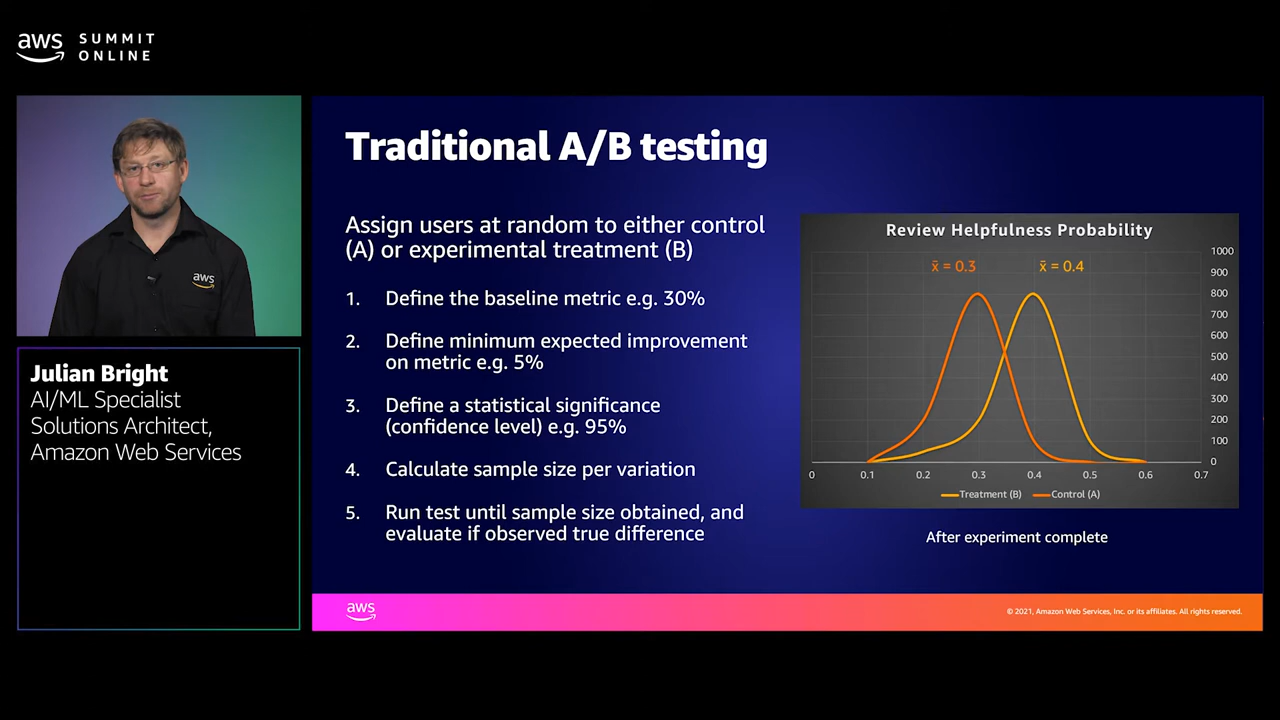 aws SUMMIT
ONLINE
aws
Julian Bright
AI/ML Specialist
Solutions Architect,
Amazon Web Services
Traditional A/B testing
Assign users at random to either control
(A) or experimental treatment (B)
1. Define the baseline metric e.g. 30%
2. Define minimum expected improvement
on metric e.g. 5%
3. Define a statistical significance
(confidence level) e.g. 95%
4. Calculate sample size per variation
5. Run test until sample size obtained, and
evaluate if observed true difference
Review Helpfulness Probability
x̄ = 0.3 x̄ = 0.4
1000
900
800
700
600
500
400
300
200
100
0
0 0.1 0.2 0.3 0.4 0.5 0.6 0.7
Treatment (B) Control (A)
After experiment complete
aws
© 2021, Amazon Web Services, Inc. or its affiliates. All rights reserved.